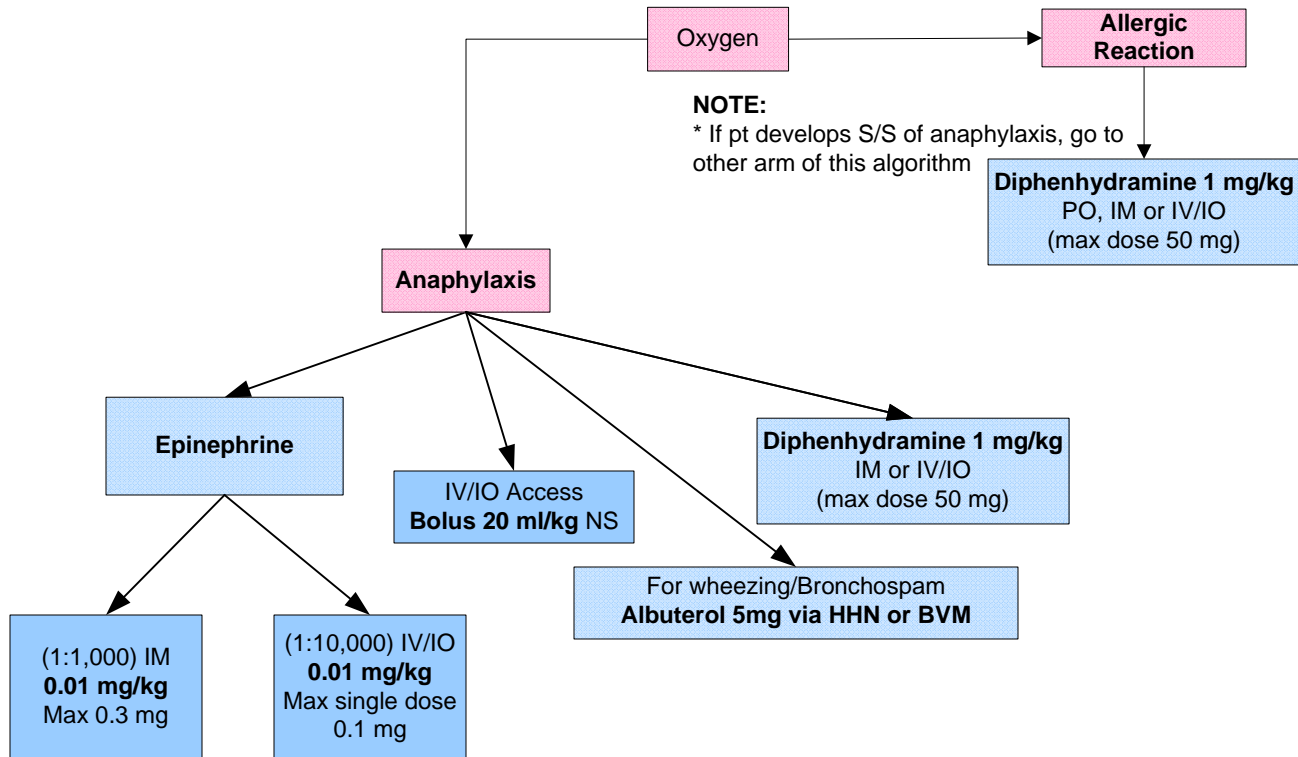 Oxygen
Allergic
Reaction
NOTE:
* If pt develops S/S of anaphylaxis, go to
other arm of this algorithm
Diphenhydramine 1 mg/kg
PO, IM or IV/IO
(max dose 50 mg)
Anaphylaxis
Epinephrine
IV/IO Access
Bolus 20 ml/kg NS
Diphenhydramine 1 mg/kg
IM or IV/IO
(max dose 50 mg)
For wheezing/Bronchospam
Albuterol 5mg via HHN or BVM
(1:1,000) IM
0.01 mg/kg
Max 0.3 mg
(1:10,000) IV/IO
0.01 mg/kg
Max single dose
0.1 mg